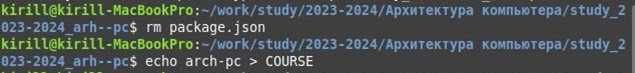 kirill@kirill-MacBookPro:~/work/study/2023-2024/Архитектура компьютера/study_2
023-2024_arh--pc$ rm package.json
kirill@kirill-MacBookPro:~/work/study/2023-2024/Архитектура компьютера/study_2
023-2024_arh--pc$ echo arch-pc > COURSE